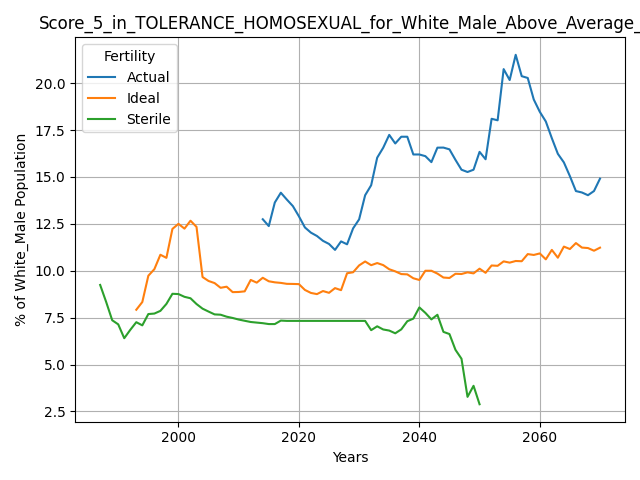 Score_5_in_TOLERANCE_HOMOSEXUAL_for_White_Male_Above_Average_
Fertility
Actual
Ideal
Sterile
% of White_Male Population
20.0
17.5
15.0
12.5
10.0
7.5
5.0
2.5
2000 2020 2040 2060
Years